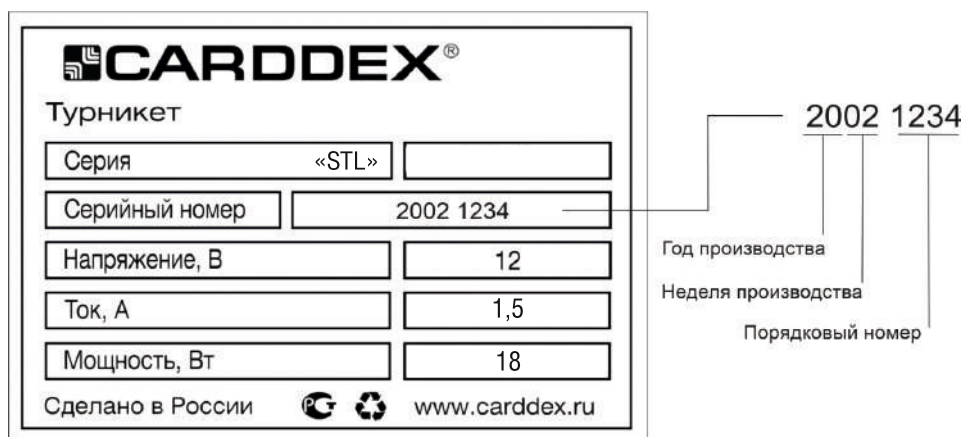 CARDDEX®
Турникет
Серия «STL»
Серийный номер 2002 1234
Напряжение, В 12
Ток, А 1,5
Мощность, Вт 18
Сделано в России РСТ www.carddex.ru
2002 1234
Год производства
Неделя производства
Порядковый номер